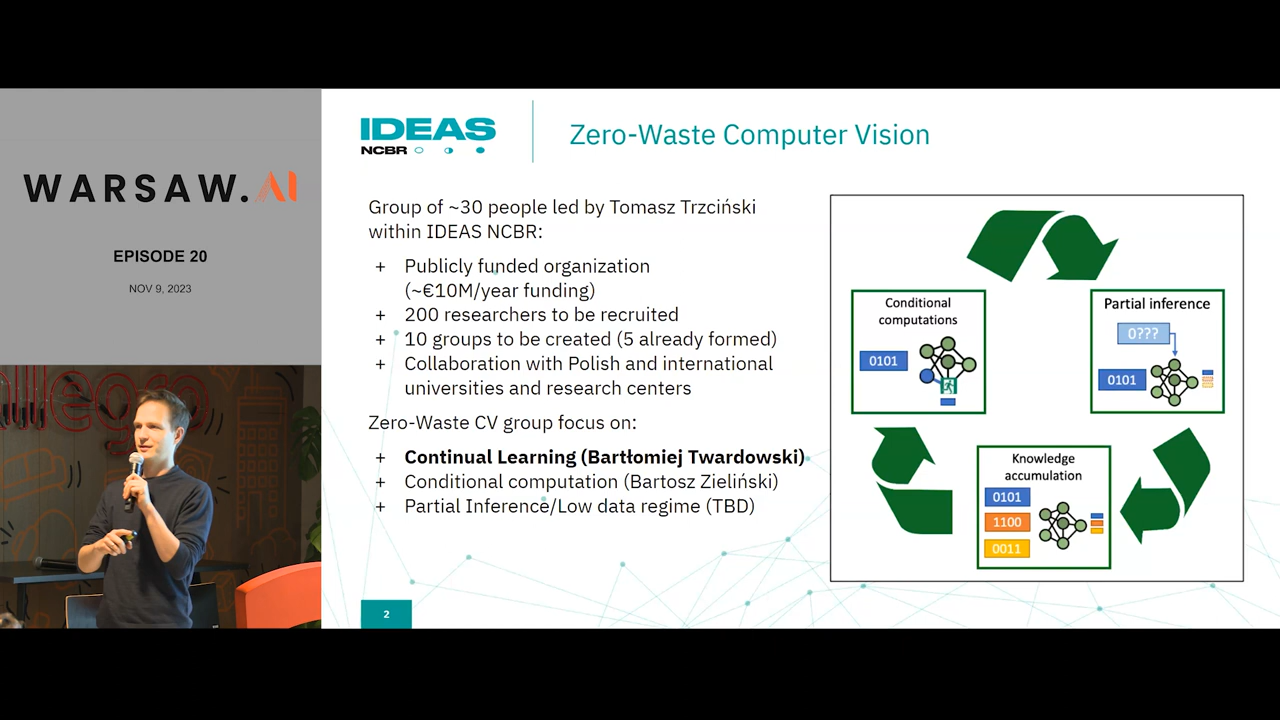 WARSAW.AI
EPISODE 20
NOV 9, 2023
allegro
IDEAS
NCBR
Zero-Waste Computer Vision
Group of ~30 people led by Tomasz Trzciński
within IDEAS NCBR:
+ Publicly funded organization
(~€10M/year funding)
+ 200 researchers to be recruited
+ 10 groups to be created (5 already formed)
+ Collaboration with Polish and international
universities and research centers
Zero-Waste CV group focus on:
+ Continual Learning (Bartłomiej Twardowski)
+ Conditional computation (Bartosz Zieliński)
+ Partial Inference/Low data regime (TBD)
Conditional
computations
0101
Partial inference
0???
0101
Knowledge
accumulation
0101
1100
0011
2